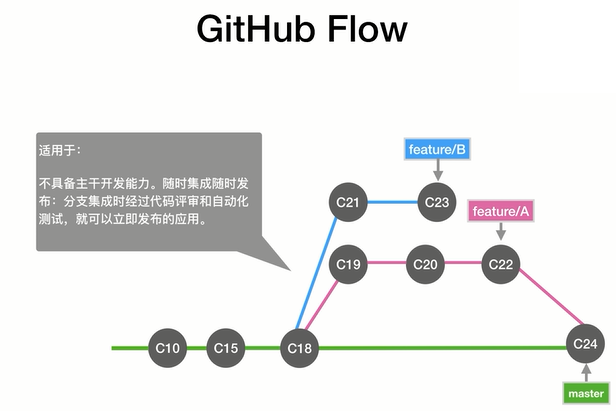 GitHub Flow
适用于:
不具备主干开发能力。随时集成随时发
布：分支集成时经过代码评审和自动化
测试，就可以立即发布的应用。
feature/B
C21
C23
feature/A
C19
C20
C22
C10
C15
C18
C24
master